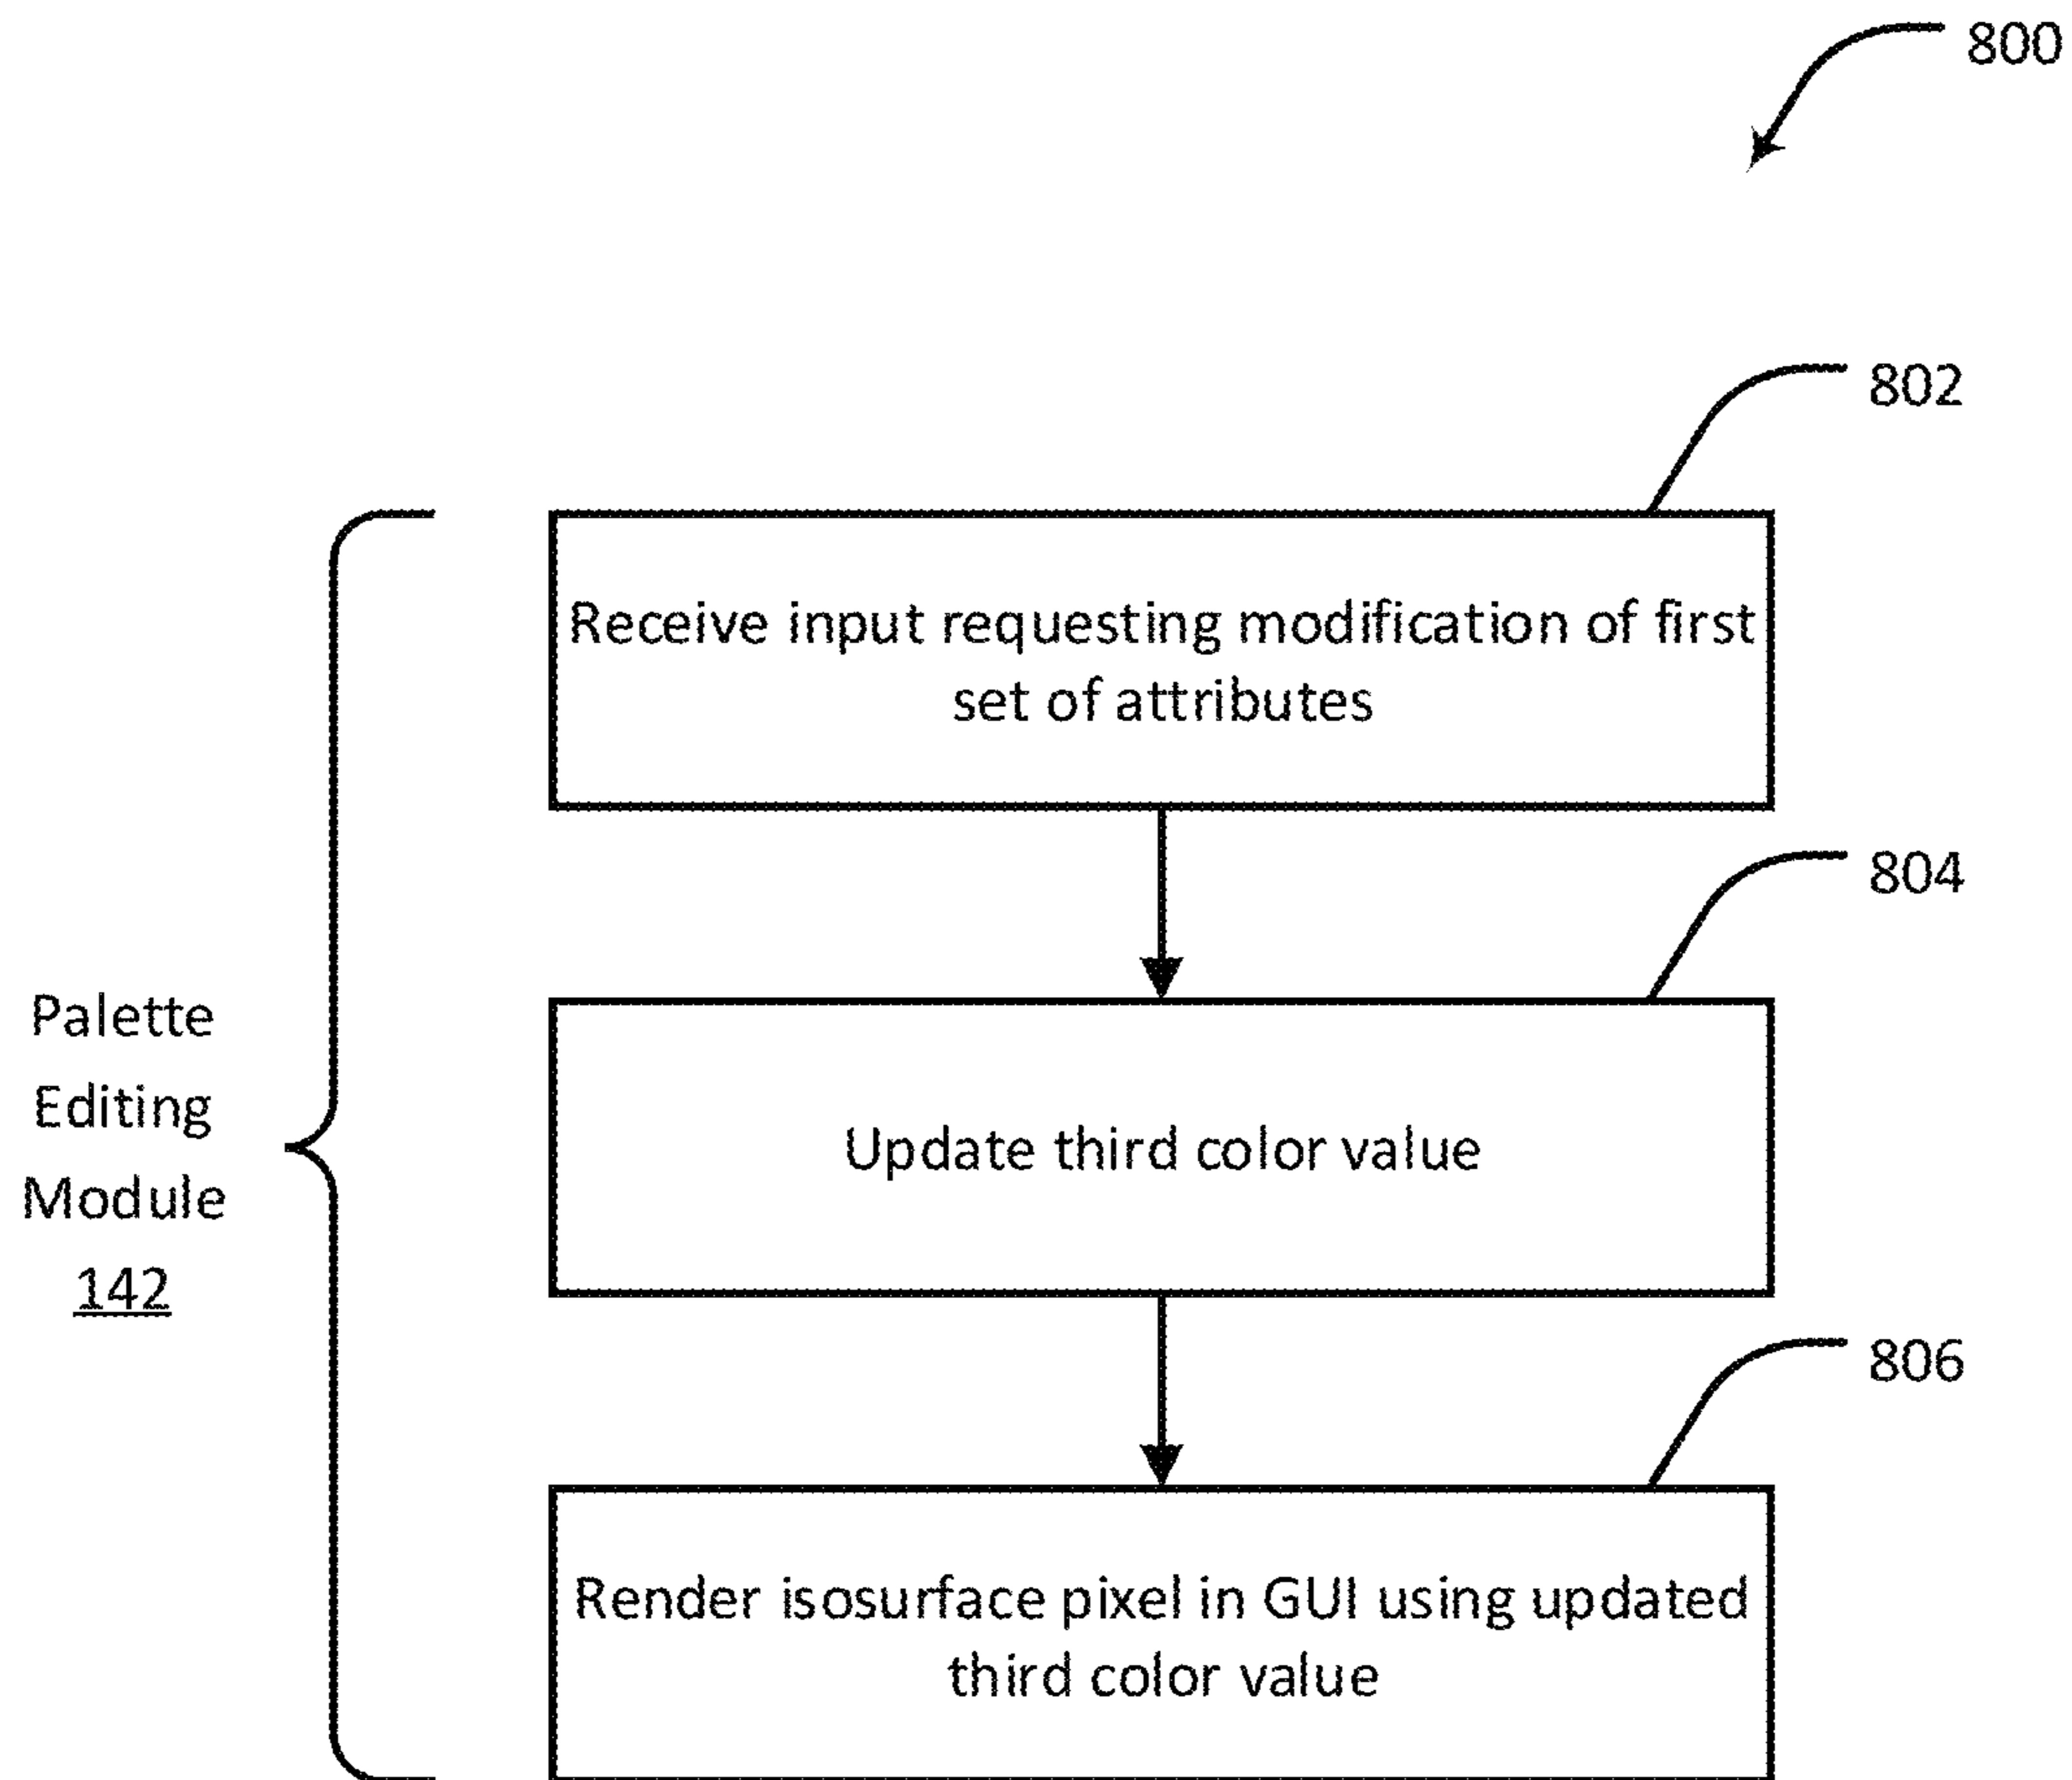 800
802
Receive input requesting modification of first
set of attributes
804
Palette
Editing
Module
142
Update third color value
806
Render isosurface pixel in GUI using updated
third color value